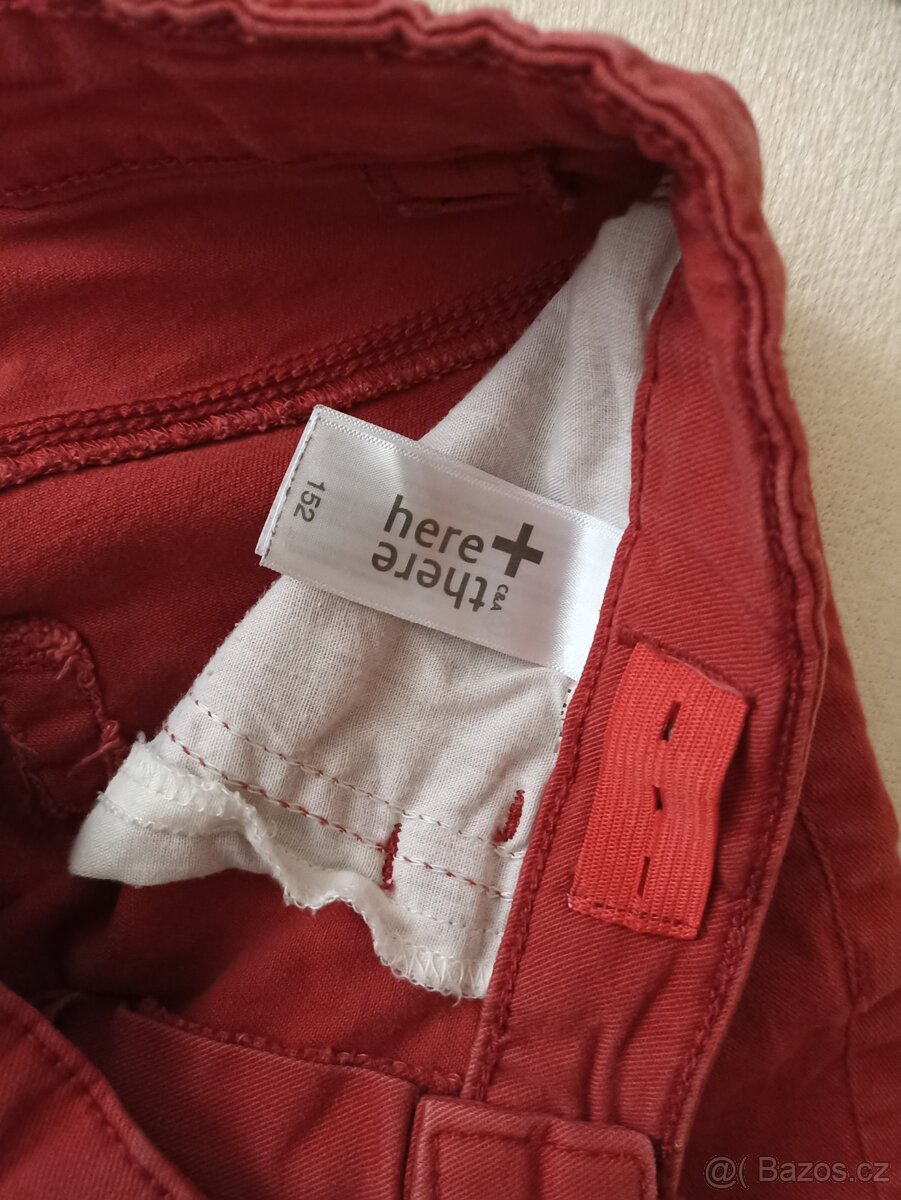 152
here+
there
C&A
@( Bazos.cz